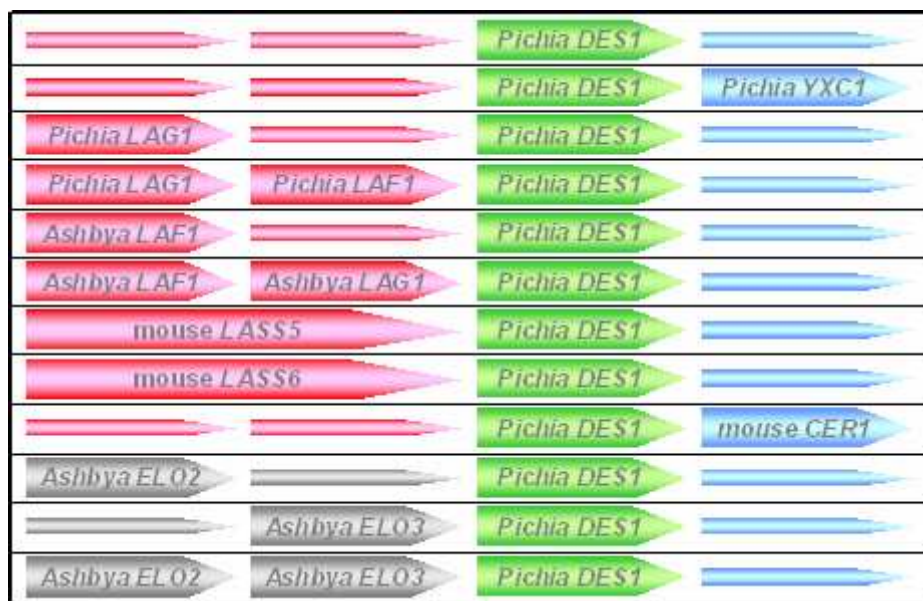 Pichia DES1
Pichia DES1 Pichia YXC1
Pichia LAG1 Pichia DES1
Pichia LAG1 Pichia LAF1 Pichia DES1
Ashbya LAF1 Pichia DES1
Ashbya LAF1 Ashbya LAG1 Pichia DES1
mouse LASS5 Pichia DES1
mouse LASS6 Pichia DES1
Pichia DES1 mouse CER1
Ashbya ELO2 Pichia DES1
Ashbya ELO3 Pichia DES1
Ashbya ELO2 Ashbya ELO3 Pichia DES1